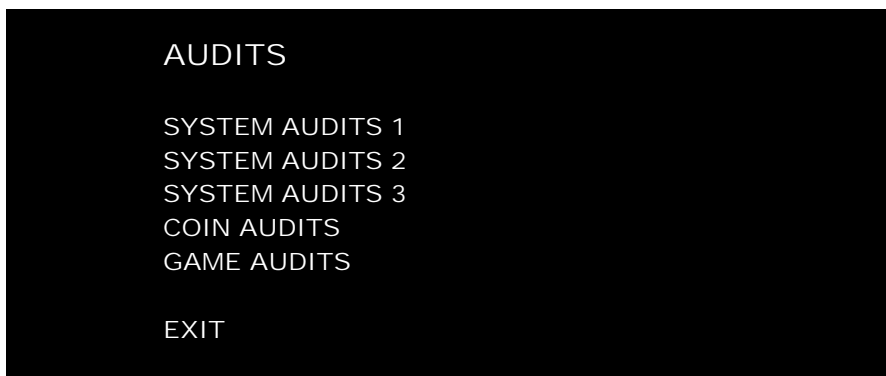 AUDITS
SYSTEM AUDITS 1
SYSTEM AUDITS 2
SYSTEM AUDITS 3
COIN AUDITS
GAME AUDITS
EXIT